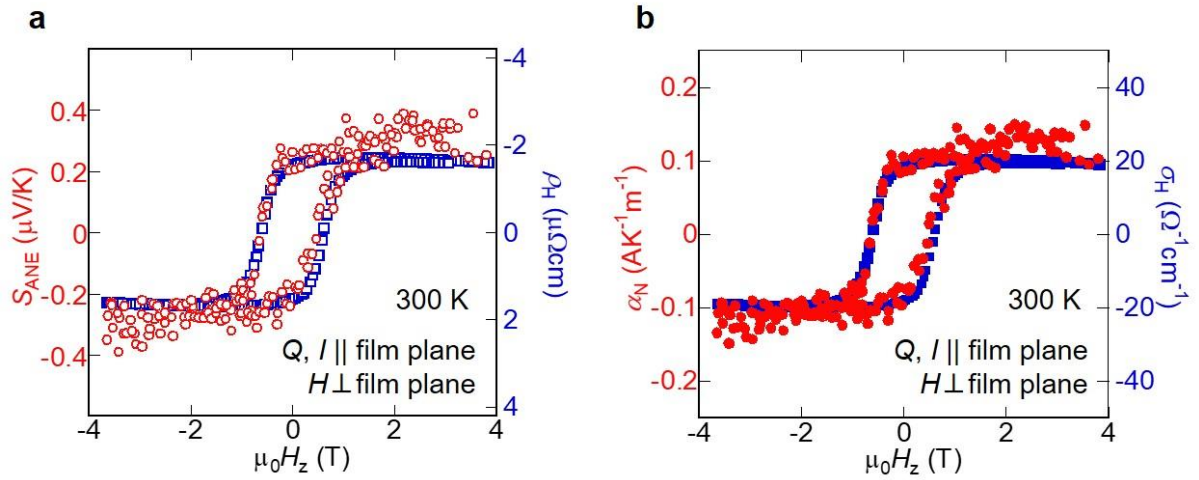 a
S_ANE (μV/K)
0.4
0.2
0
-0.2
-0.4
-4
-2
0
2
4
ρ_H (μΩcm)
300 K
Q, I || film plane
H⊥film plane
-4 -2 0 2 4
μ₀H_z (T)
b
α_N (AK⁻¹m⁻¹)
0.2
0.1
0
-0.1
-0.2
40
20
0
-20
-40
σ_H (Ω⁻¹cm⁻¹)
300 K
Q, I || film plane
H⊥film plane
-4 -2 0 2 4
μ₀H_z (T)